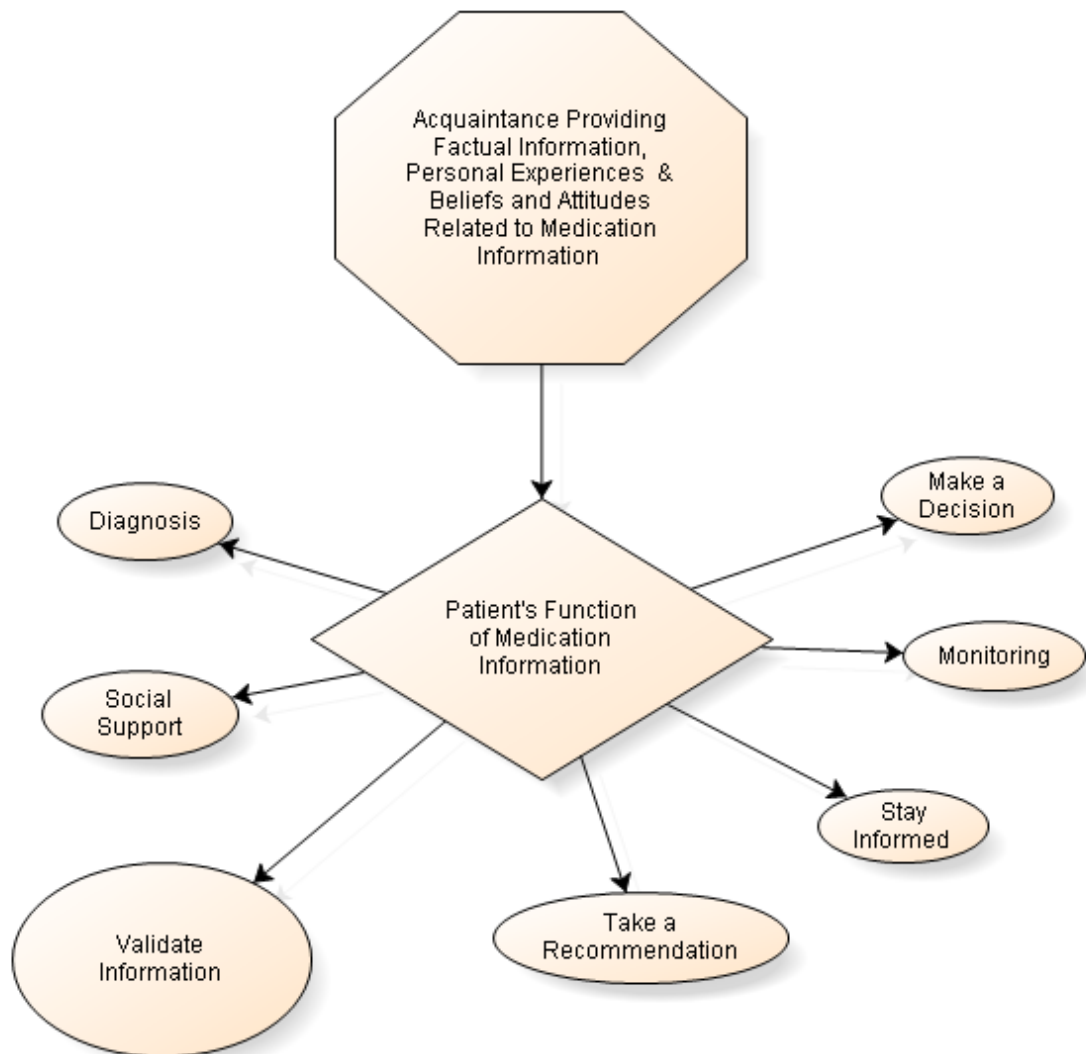 Acquaintance Providing
Factual Information,
Personal Experiences &
Beliefs and Attitudes
Related to Medication
Information
Make a
Decision
Diagnosis
Patient's Function
of Medication
Information
Monitoring
Social
Support
Stay
Informed
Take a
Recommendation
Validate
Information